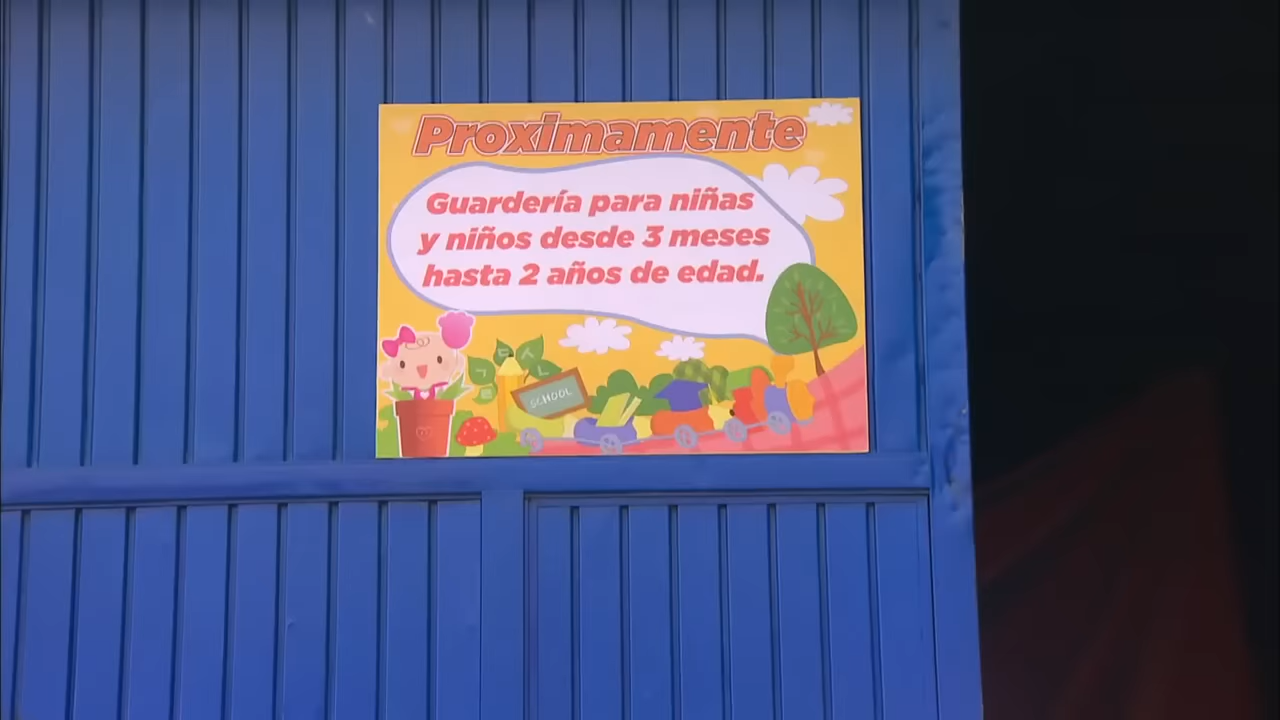 Proximamente
Guardería para niñas
y niños desde 3 meses
hasta 2 años de edad.
SCHOOL